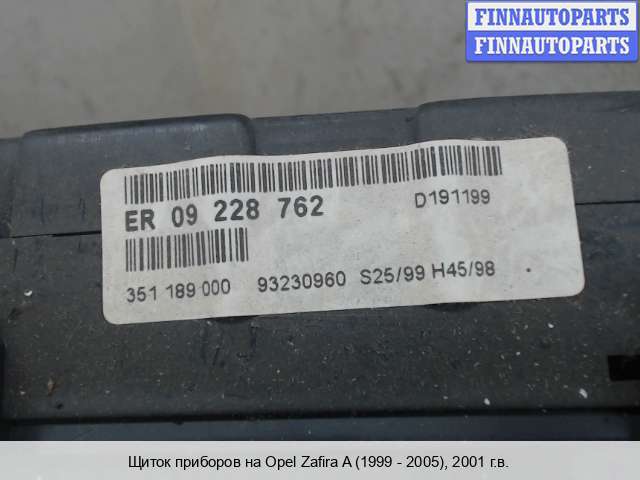 FINNAUTOPARTS
FINNAUTOPARTS
ER 09 228 762 D191199
351 189 000 93230960 S25/99 H45/98
Щиток приборов на Opel Zafira A (1999 - 2005), 2001 г.в.